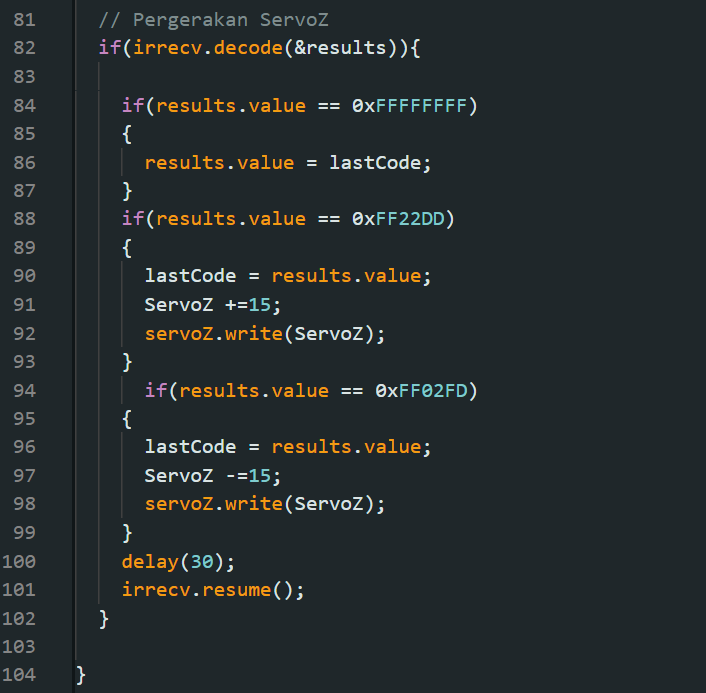 81 // Pergerakan ServoZ
82 if(irrecv.decode(&results)){
83
84 if(results.value == 0xFFFFFFFF)
85 {
86 results.value = lastCode;
87 }
88 if(results.value == 0xFF22DD)
89 {
90 lastCode = results.value;
91 ServoZ +=15;
92 servoZ.write(ServoZ);
93 }
94 if(results.value == 0xFF02FD)
95 {
96 lastCode = results.value;
97 ServoZ -=15;
98 servoZ.write(ServoZ);
99 }
100 delay(30);
101 irrecv.resume();
102 }
103
104 }